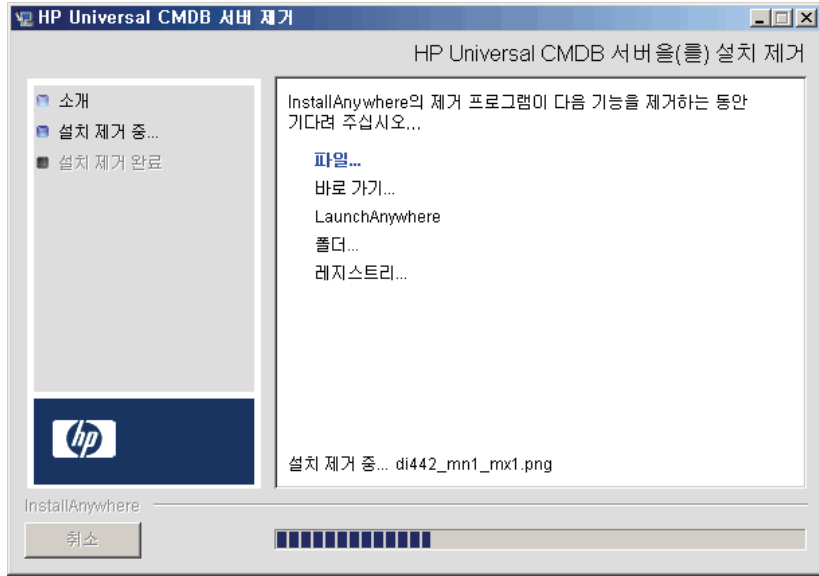 HP Universal CMDB 서버 제거
HP Universal CMDB 서버을(를) 설치 제거
소개
설치 제거 중...
설치 제거 완료
InstallAnywhere의 제거 프로그램이 다음 기능을 제거하는 동안
기다려 주십시오...
파일...
바로 가기...
LaunchAnywhere
폴더...
레지스트리...
hp
설치 제거 중... di442_mn1_mx1.png
InstallAnywhere
취소